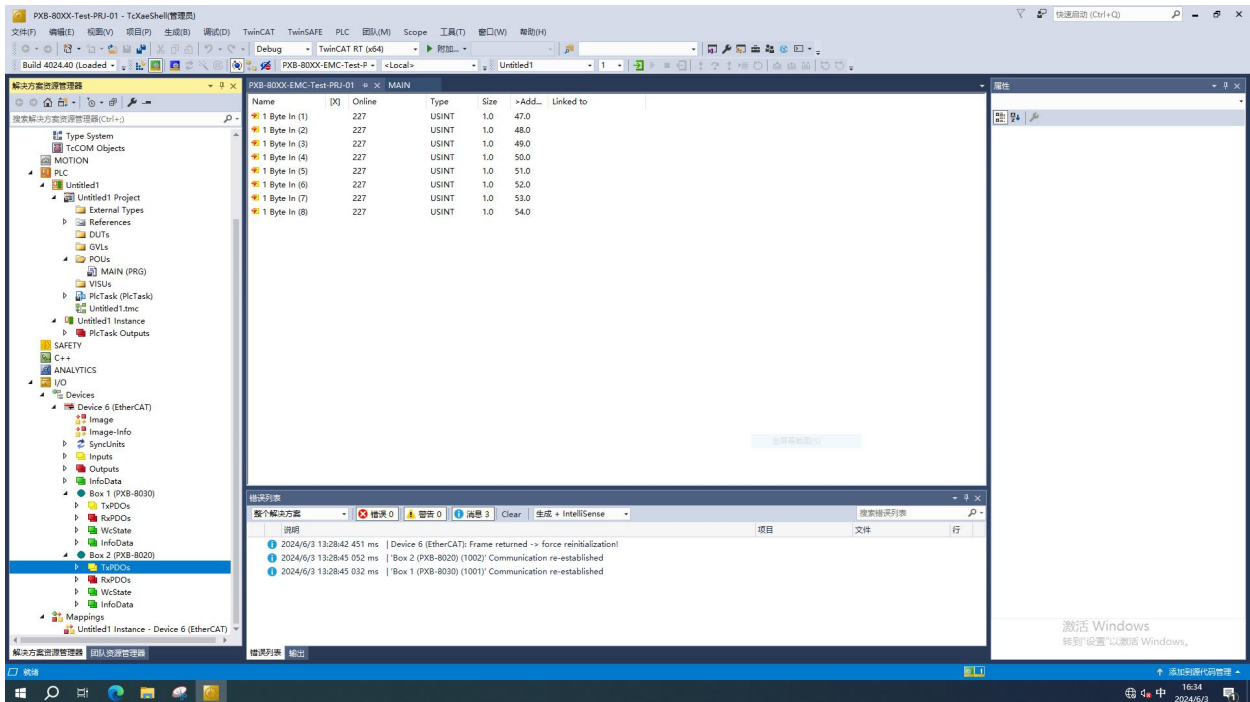 PXB-80XX-Test-PRJ-01 - TcXaeShell(管理员)
快速启动 (Ctrl+Q)
文件(F) 编辑(E) 视图(V) 项目(P) 生成(B) 调试(D) TwinCAT TwinSAFE PLC 团队(M) Scope 工具(T) 窗口(W) 帮助(H)
Debug TwinCAT RT (x64) 附加...
Build 4024.40 (Loaded PXB-80XX-EMC-Test-P <Local> Untitled1 1
解决方案资源管理器
搜索解决方案资源管理器(Ctrl+;)
Type System
TcCOM Objects
MOTION
PLC
Untitled1
Untitled1 Project
External Types
References
DUTs
GVLs
POUs
MAIN (PRG)
VISUs
PlcTask (PlcTask)
Untitled1.tmc
Untitled1 Instance
PlcTask Outputs
SAFETY
C++
ANALYTICS
I/O
Devices
Device 6 (EtherCAT)
Image
Image-Info
SyncUnits
Inputs
Outputs
InfoData
Box 1 (PXB-8030)
TxPDOs
RxPDOs
WcState
InfoData
Box 2 (PXB-8020)
TxPDOs
RxPDOs
WcState
InfoData
Mappings
Untitled1 Instance - Device 6 (EtherCAT)
解决方案资源管理器 团队资源管理器
PXB-80XX-EMC-Test-PRJ-01 MAIN
Name [X] Online Type Size >Add... Linked to
1 Byte In (1) 227 USINT 1.0 47.0
1 Byte In (2) 227 USINT 1.0 48.0
1 Byte In (3) 227 USINT 1.0 49.0
1 Byte In (4) 227 USINT 1.0 50.0
1 Byte In (5) 227 USINT 1.0 51.0
1 Byte In (6) 227 USINT 1.0 52.0
1 Byte In (7) 227 USINT 1.0 53.0
1 Byte In (8) 227 USINT 1.0 54.0
全屏幕截图(S)
错误列表
整个解决方案 错误 0 警告 0 消息 3 Clear 生成 + IntelliSense 搜索错误列表
说明 项目 文件 行
2024/6/3 13:28:42 451 ms | Device 6 (EtherCAT): Frame returned -> force reinitialization!
2024/6/3 13:28:45 052 ms | 'Box 2 (PXB-8020) (1002)' Communication re-established
2024/6/3 13:28:45 032 ms | 'Box 1 (PXB-8030) (1001)' Communication re-established
错误列表 输出
属性
激活 Windows
转到"设置"以激活 Windows。
就绪
添加到源代码管理
中
16:34
2024/6/3